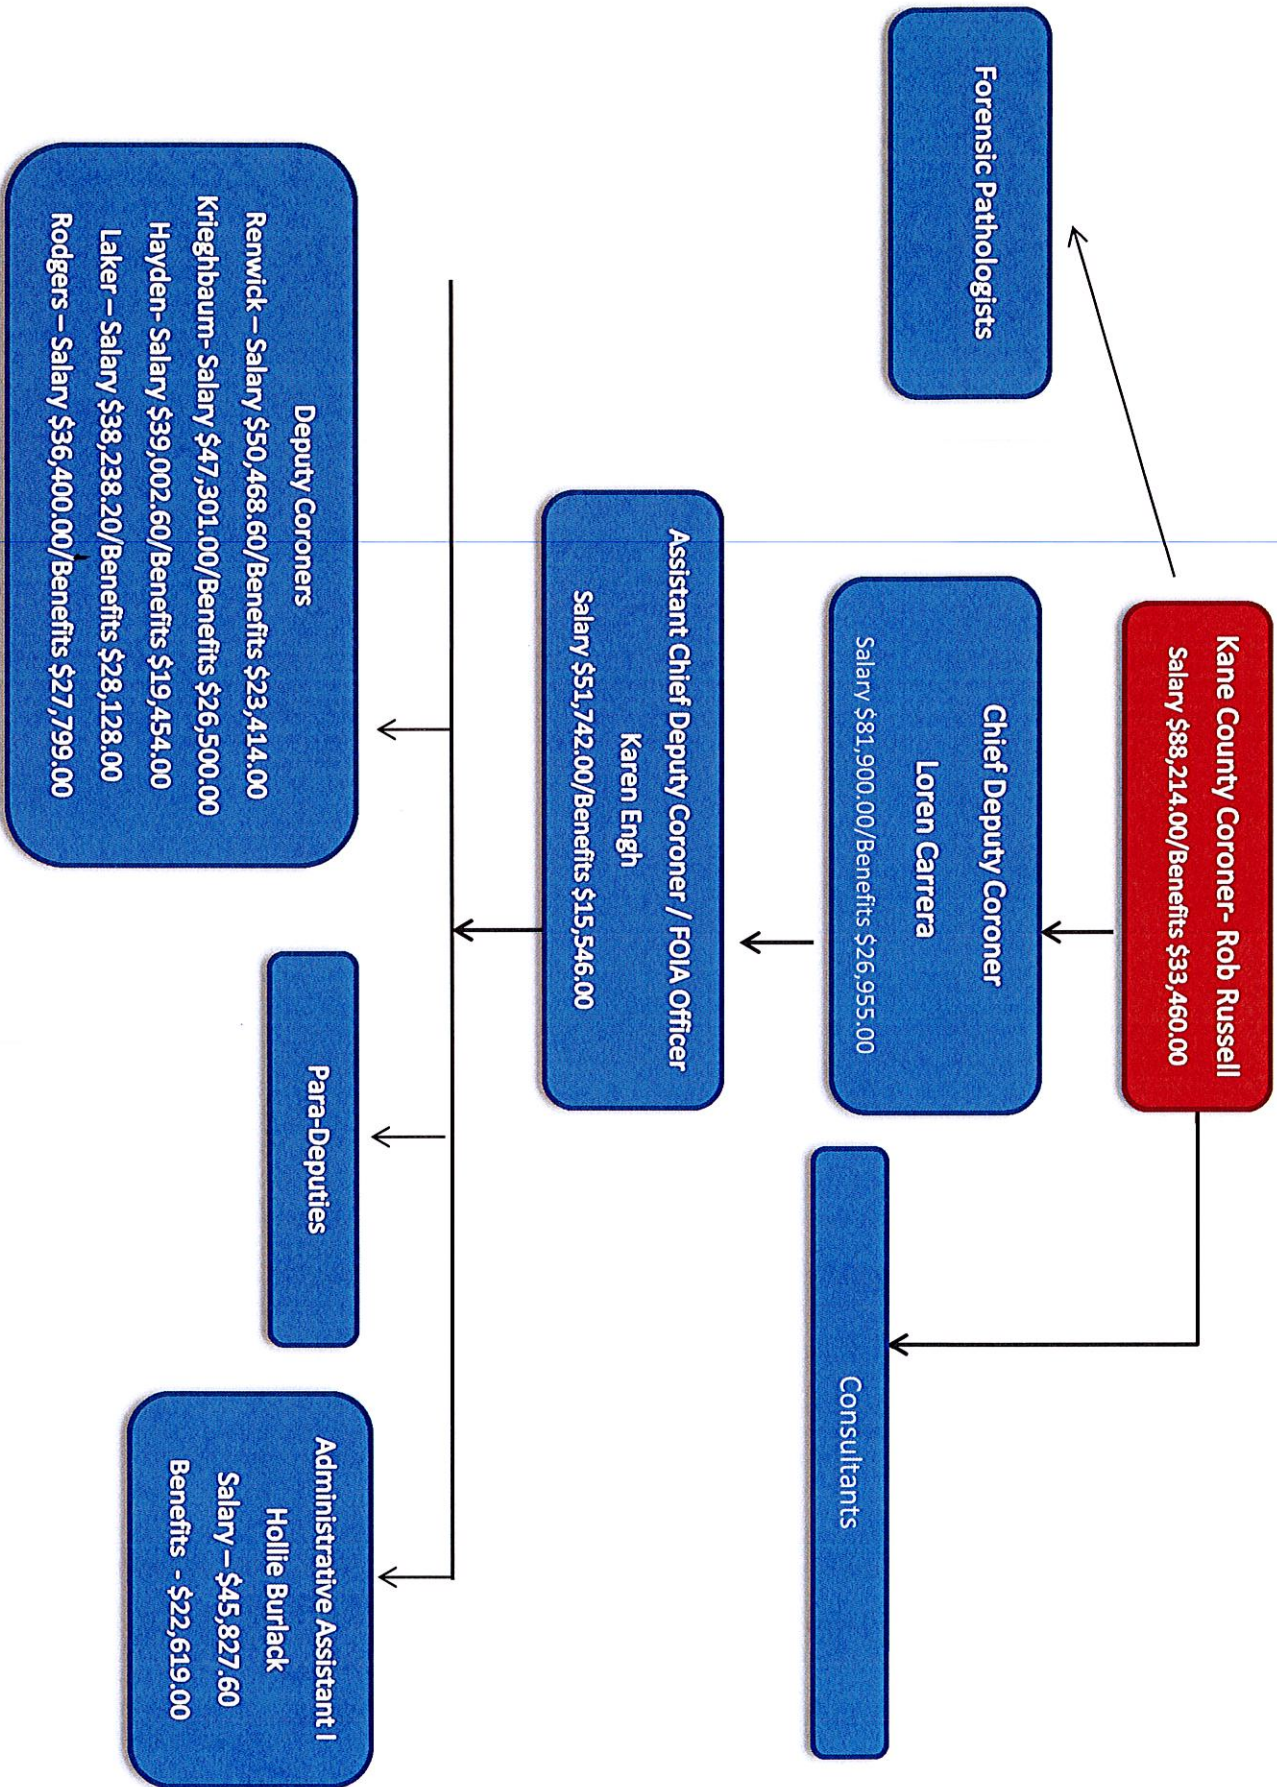 Kane County Coroner- Rob Russell
Salary $88,214.00/Benefits $33,460.00
Forensic Pathologists
Chief Deputy Coroner
Loren Carrera
Salary $81,900.00/Benefits $26,955.00
Consultants
Assistant Chief Deputy Coroner / FOIA Officer
Karen Engh
Salary $51,742.00/Benefits $15,546.00
Deputy Coroners
Renwick – Salary $50,468.60/Benefits $23,414.00
Krieghbaum- Salary $47,301.00/Benefits $26,500.00
Hayden- Salary $39,002.60/Benefits $19,454.00
Laker – Salary $38,238.20/Benefits $28,128.00
Rodgers – Salary $36,400.00/Benefits $27,799.00
Para-Deputies
Administrative Assistant I
Hollie Burlack
Salary – $45,827.60
Benefits - $22,619.00